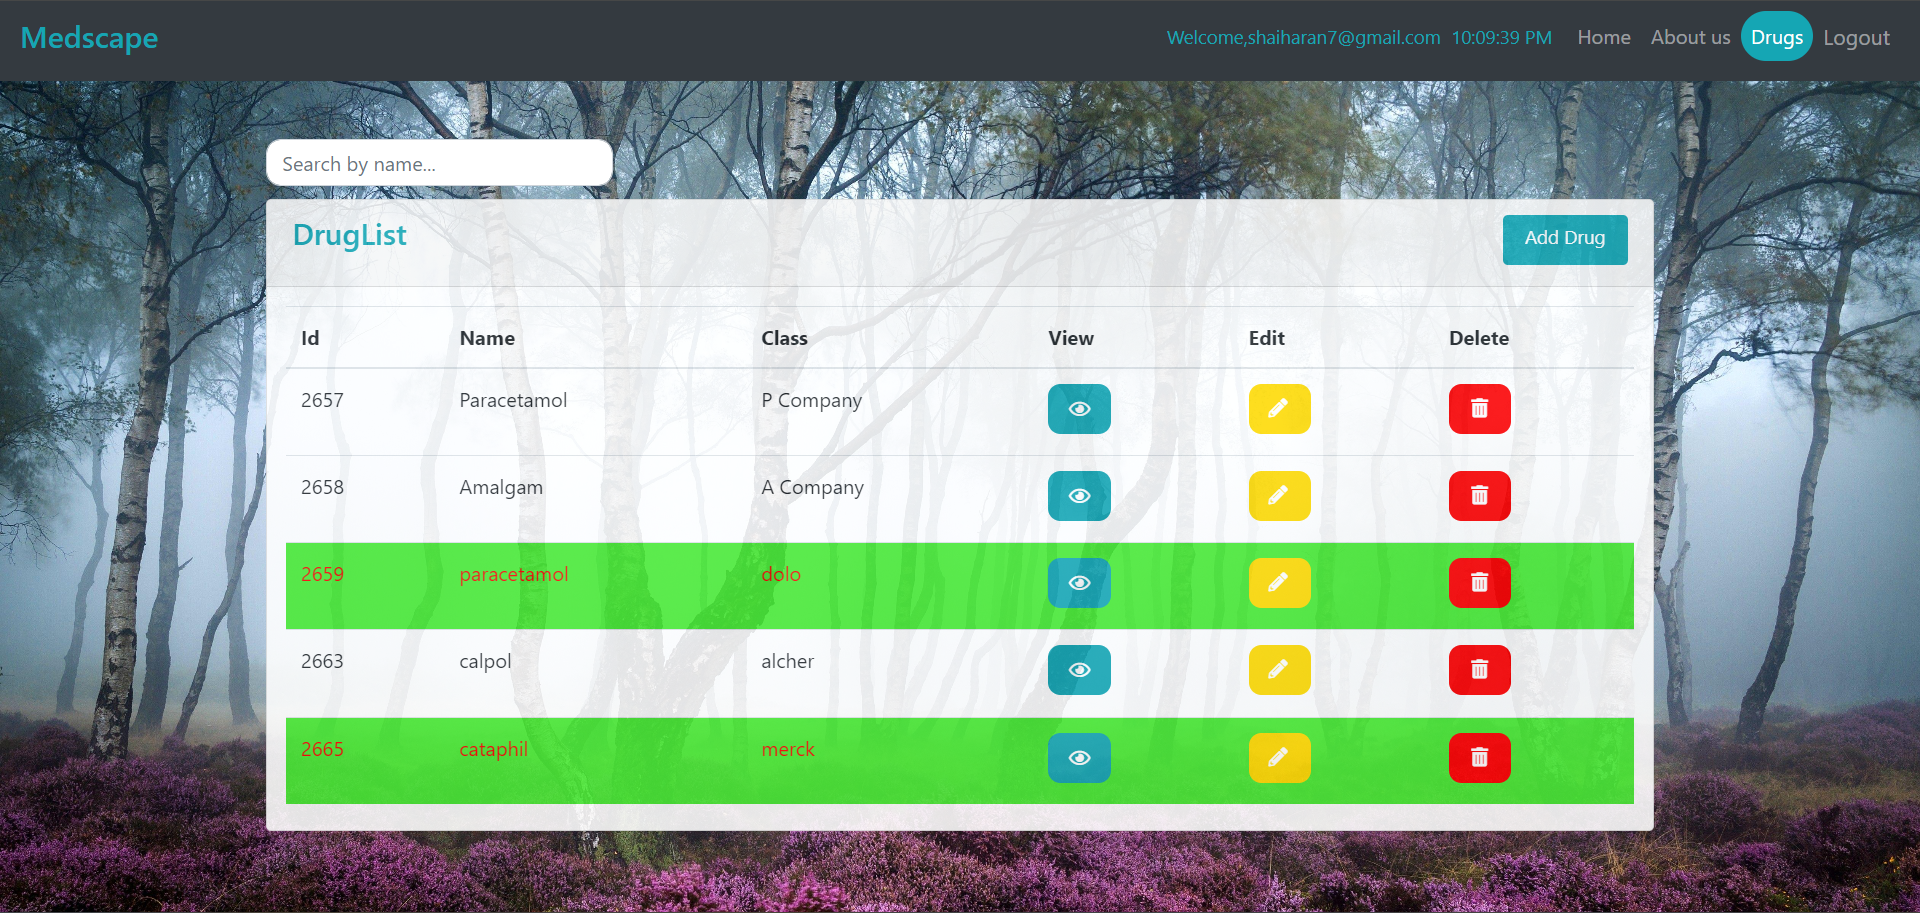 Medscape
Welcome,shaiharan7@gmail.com 10:09:39 PM Home About us Drugs Logout
Search by name...
DrugList
Add Drug
Id Name Class View Edit Delete
2657 Paracetamol P Company
2658 Amalgam A Company
2659 paracetamol dolo
2663 calpol alcher
2665 cataphil merck